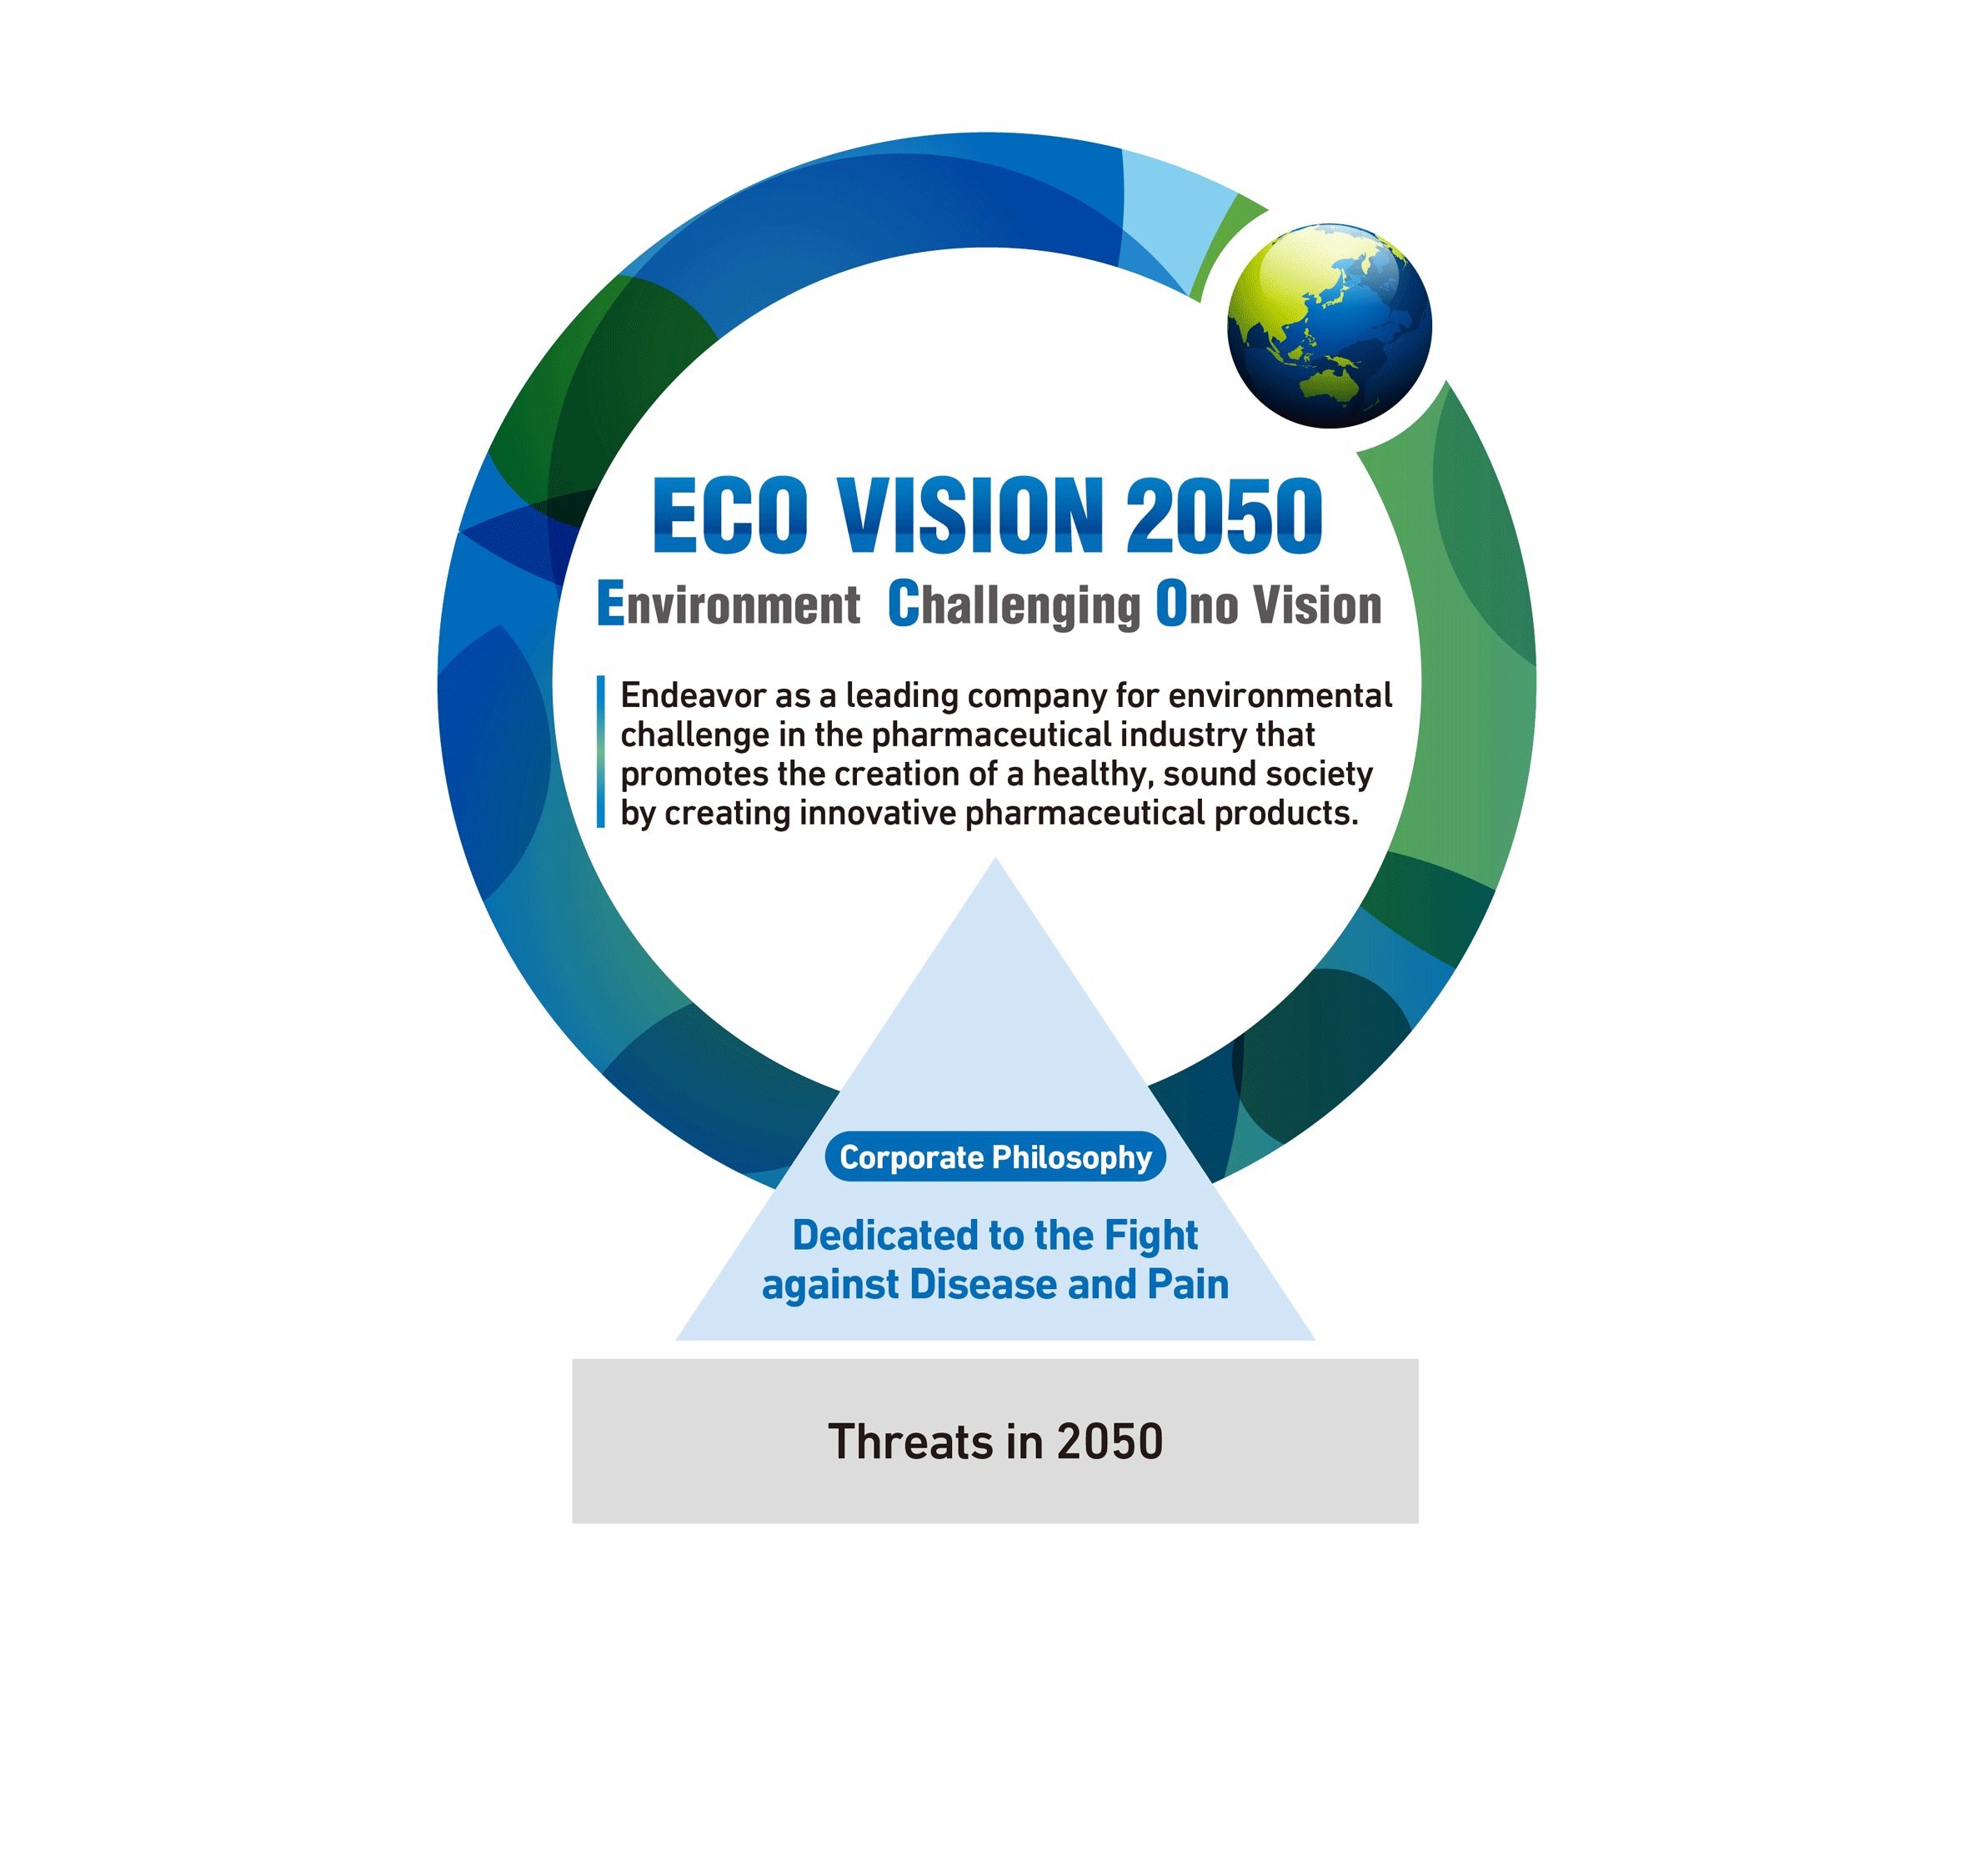 ECO VISION 2050
Environment Challenging Ono Vision
Endeavor as a leading company for environmental
challenge in the pharmaceutical industry that
promotes the creation of a healthy, sound society
by creating innovative pharmaceutical products.
Corporate Philosophy
Dedicated to the Fight
against Disease and Pain
Threats in 2050